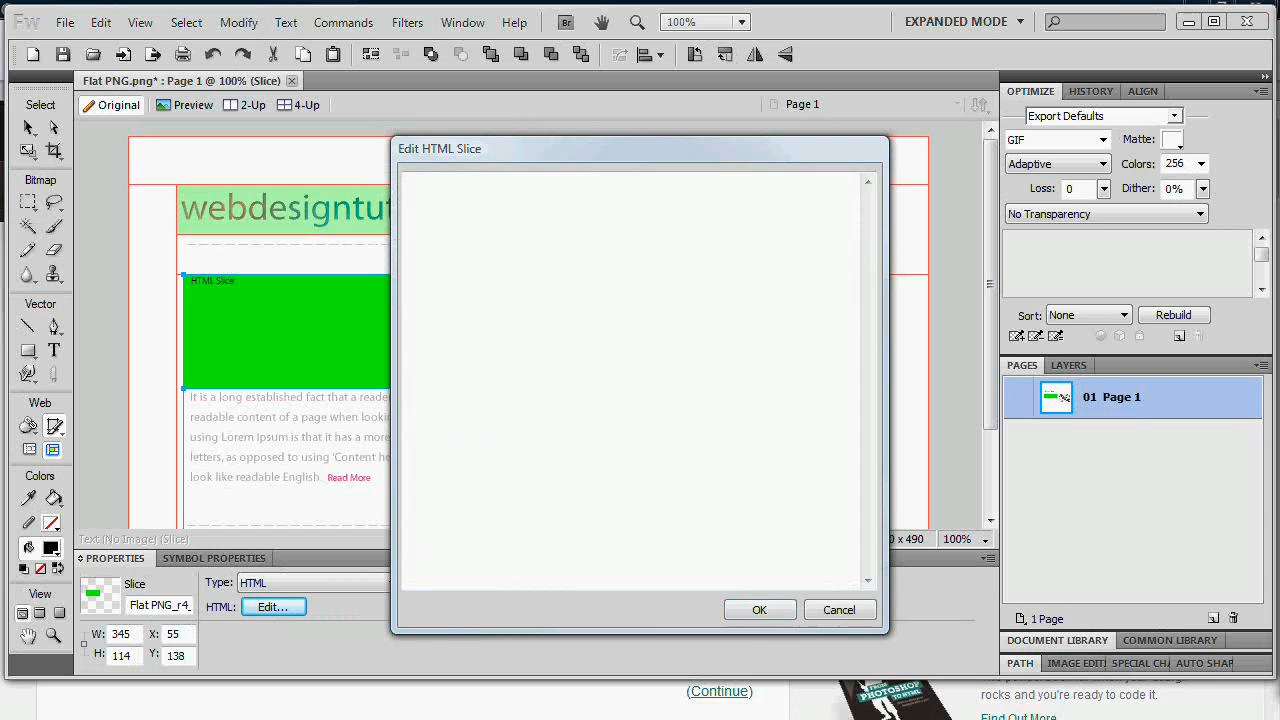 Fw File Edit View Select Modify Text Commands Filters Window Help Br 100% EXPANDED MODE
Flat PNG.png* : Page 1 @ 100% (Slice)
Original Preview 2-Up 4-Up Page 1
Select
Bitmap
Vector
Web
Colors
View
webdesigntut
HTML Slice
It is a long established fact that a reade
readable content of a page when lookin
using Lorem Ipsum is that it has a more
letters, as opposed to using 'Content he
look like readable English. Read More
Text (No Image) (Slice)
0 x 490 100%
Edit HTML Slice
OK Cancel
PROPERTIES SYMBOL PROPERTIES
Slice
Flat PNG_r4_
Type: HTML
HTML: Edit...
W: 345 X: 55
H: 114 Y: 138
OPTIMIZE HISTORY ALIGN
Export Defaults
GIF Matte:
Adaptive Colors: 256
Loss: 0 Dither: 0%
No Transparency
Sort: None Rebuild
PAGES LAYERS
01 Page 1
1 Page
DOCUMENT LIBRARY COMMON LIBRARY
PATH IMAGE EDITI SPECIAL CHA AUTO SHAP
(Continue)
PHOTOSHOP
TO HTML
rocks and you're ready to code it.
Find Out More